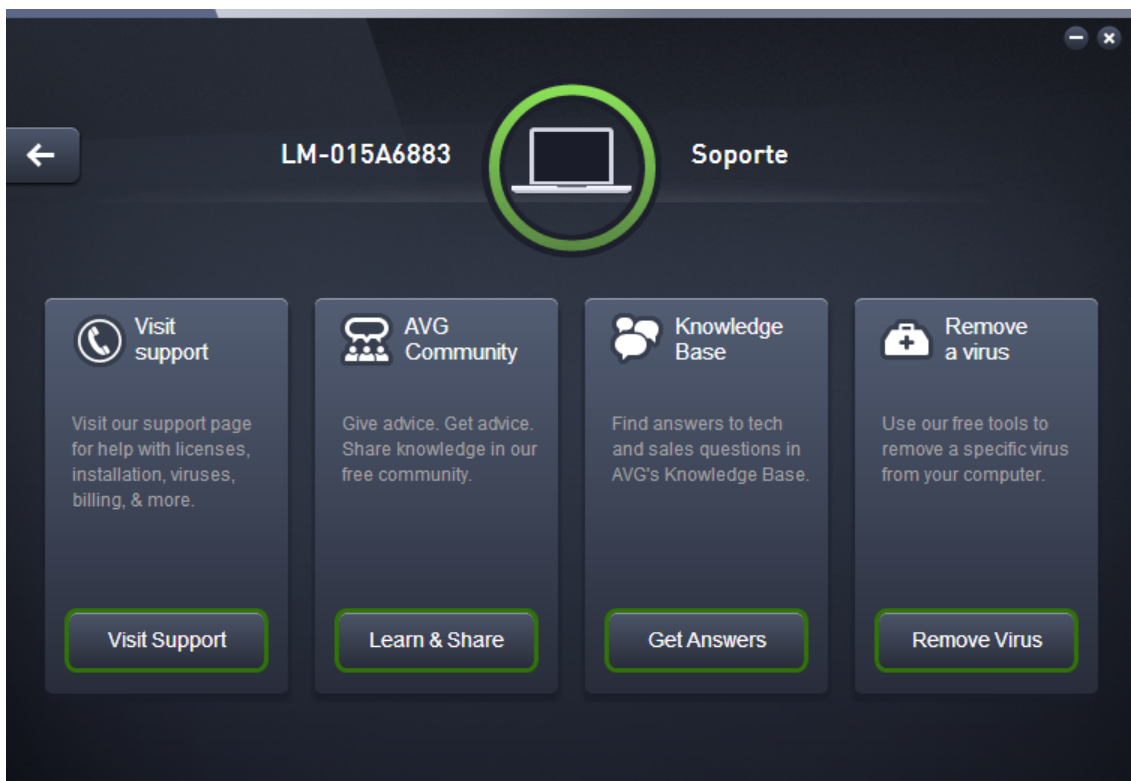 LM-015A6883
Soporte
Visit
support
Visit our support page
for help with licenses,
installation, viruses,
billing, & more.
Visit Support
AVG
Community
Give advice. Get advice.
Share knowledge in our
free community.
Learn & Share
Knowledge
Base
Find answers to tech
and sales questions in
AVG's Knowledge Base.
Get Answers
Remove
a virus
Use our free tools to
remove a specific virus
from your computer.
Remove Virus